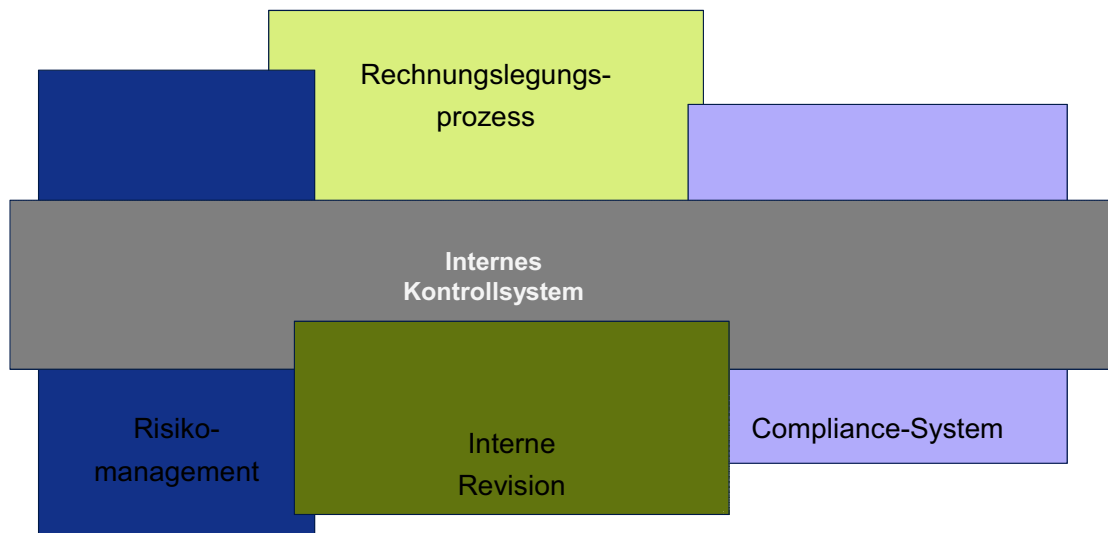 Rechnungslegungs-
prozess
Internes
Kontrollsystem
Risiko-
management
Interne
Revision
Compliance-System